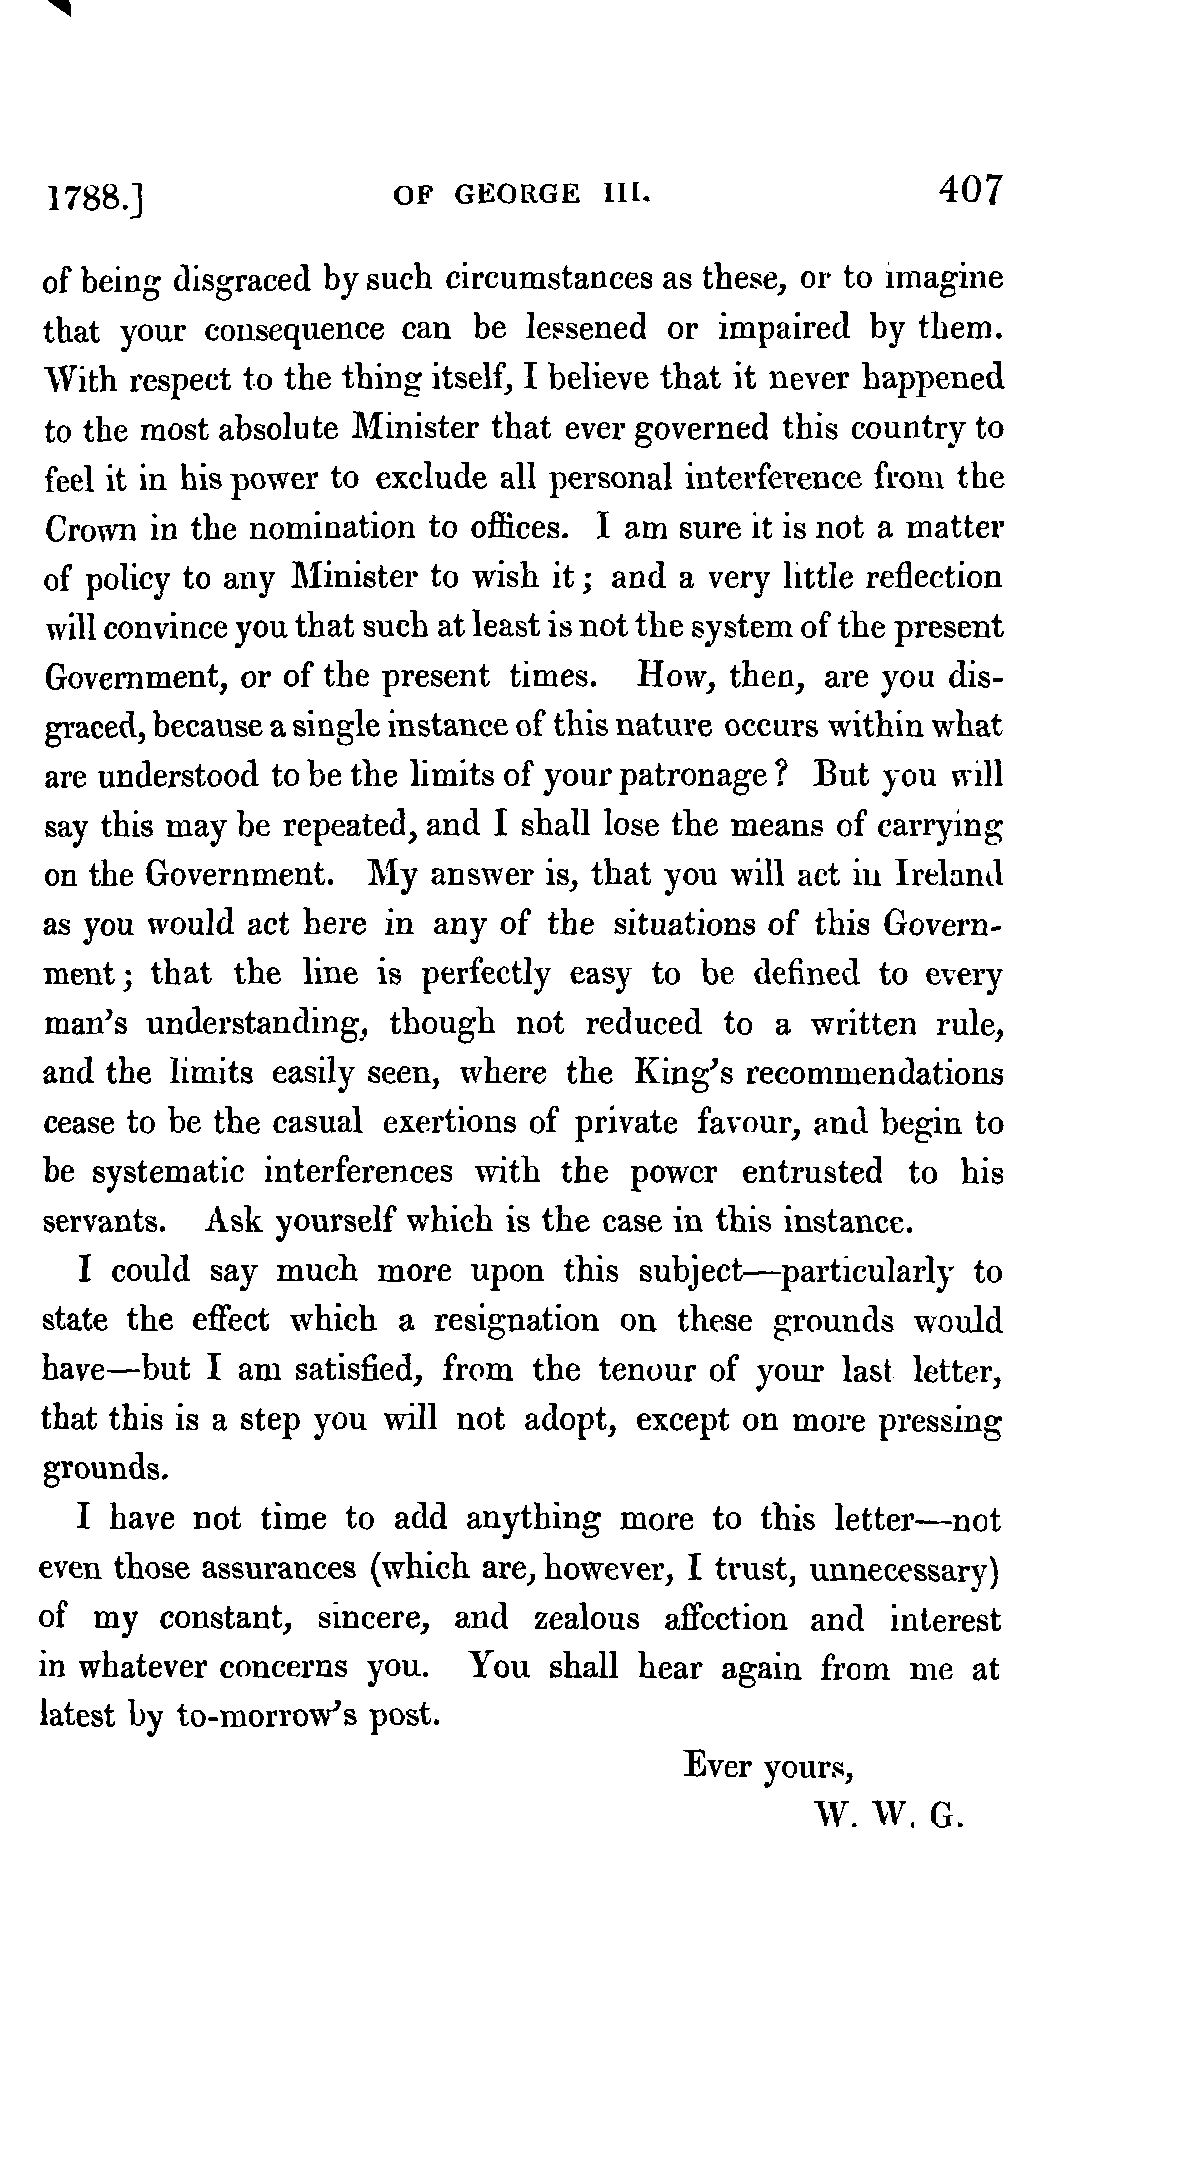 1788.] OF GEORGE III. 407
of being disgraced by such circumstances as these, or to imagine
that your consequence can be lessened or impaired by them.
With respect to the thing itself, I believe that it never happened
to the most absolute Minister that ever governed this country to
feel it in his power to exclude all personal interference from the
Crown in the nomination to offices. I am sure it is not a matter
of policy to any Minister to wish it; and a very little reflection
will convince you that such at least is not the system of the present
Government, or of the present times. How, then, are you dis-
graced, because a single instance of this nature occurs within what
are understood to be the limits of your patronage? But you will
say this may be repeated, and I shall lose the means of carrying
on the Government. My answer is, that you will act in Ireland
as you would act here in any of the situations of this Govern-
ment; that the line is perfectly easy to be defined to every
man's understanding, though not reduced to a written rule,
and the limits easily seen, where the King's recommendations
cease to be the casual exertions of private favour, and begin to
be systematic interferences with the power entrusted to his
servants. Ask yourself which is the case in this instance.
I could say much more upon this subject—particularly to
state the effect which a resignation on these grounds would
have—but I am satisfied, from the tenour of your last letter,
that this is a step you will not adopt, except on more pressing
grounds.
I have not time to add anything more to this letter—not
even those assurances (which are, however, I trust, unnecessary)
of my constant, sincere, and zealous affection and interest
in whatever concerns you. You shall hear again from me at
latest by to-morrow's post.
Ever yours,
W. W. G.